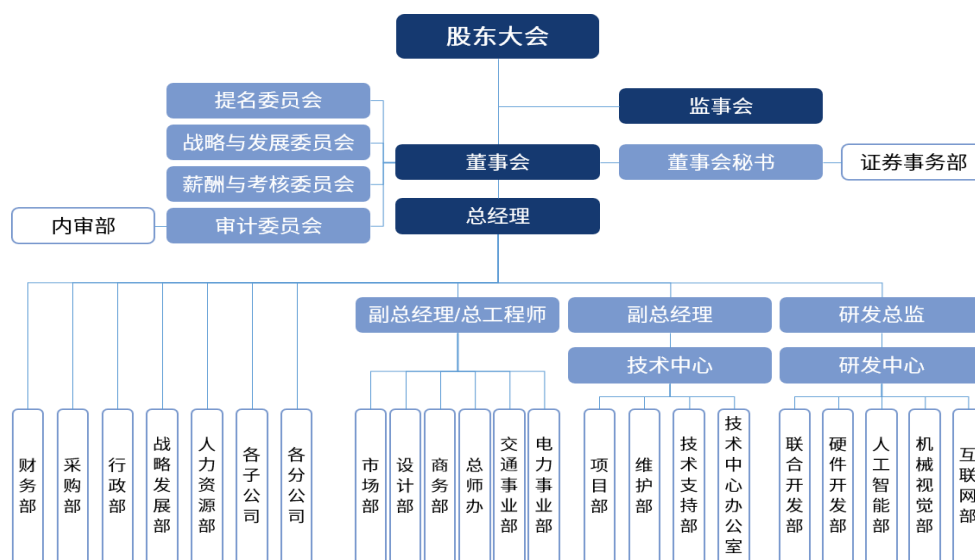 股东大会
提名委员会
监事会
战略与发展委员会
董事会
董事会秘书
证券事务部
薪酬与考核委员会
内审部
审计委员会
总经理
副总经理/总工程师
副总经理
研发总监
技术中心
研发中心
财务部
采购部
行政部
战略发展部
人力资源部
各子公司
各分公司
市场部
设计部
商务部
总师办
交通事业部
电力事业部
项目部
维护部
技术支持部
技术中心办公室
联合开发部
硬件开发部
人工智能部
机械视觉部
互联网部